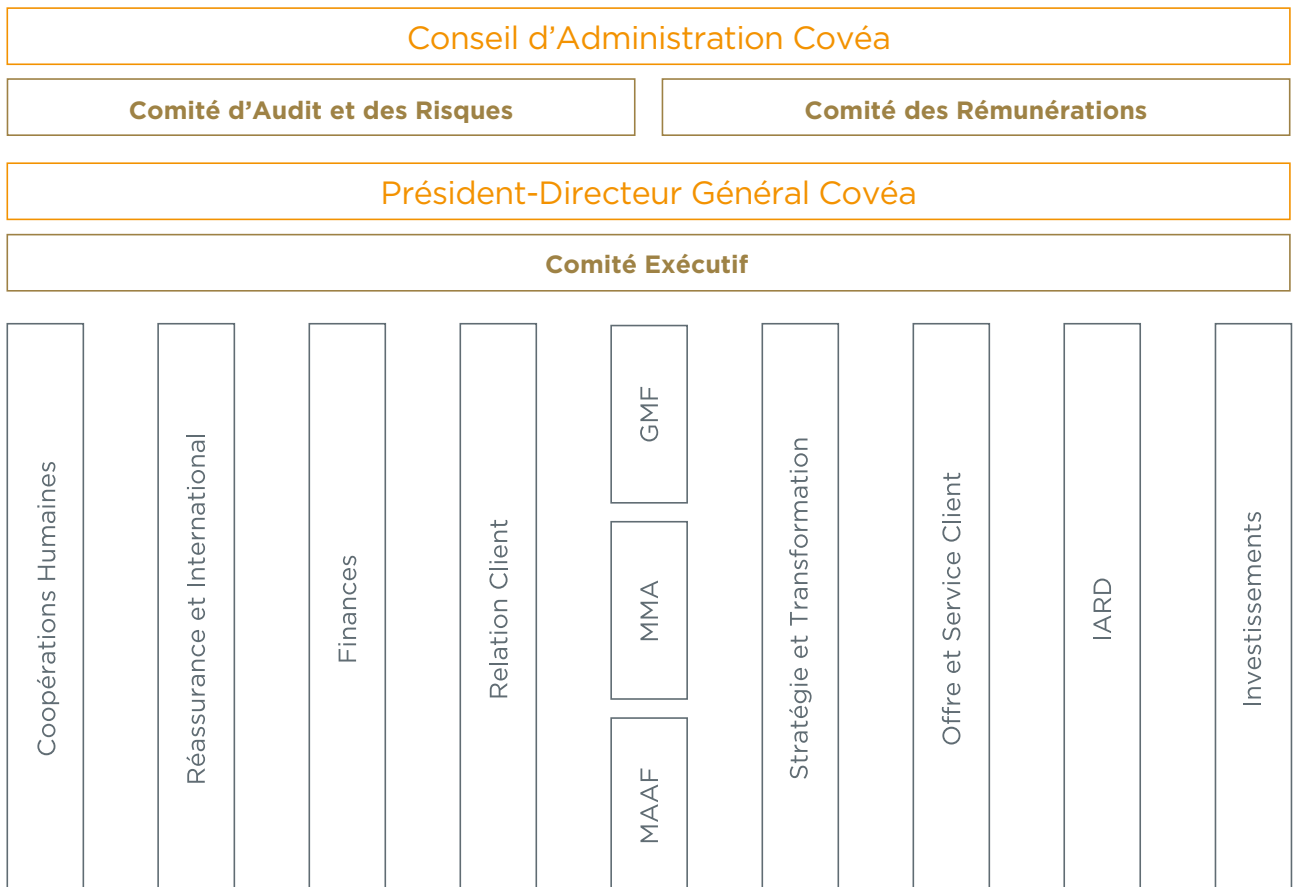 Conseil d’Administration Covéa
Comité d’Audit et des Risques
Comité des Rémunérations
Président-Directeur Général Covéa
Comité Exécutif
Coopérations Humaines
Réassurance et International
Finances
Relation Client
GMF
MMA
MAAF
Stratégie et Transformation
Offre et Service Client
IARD
Investissements